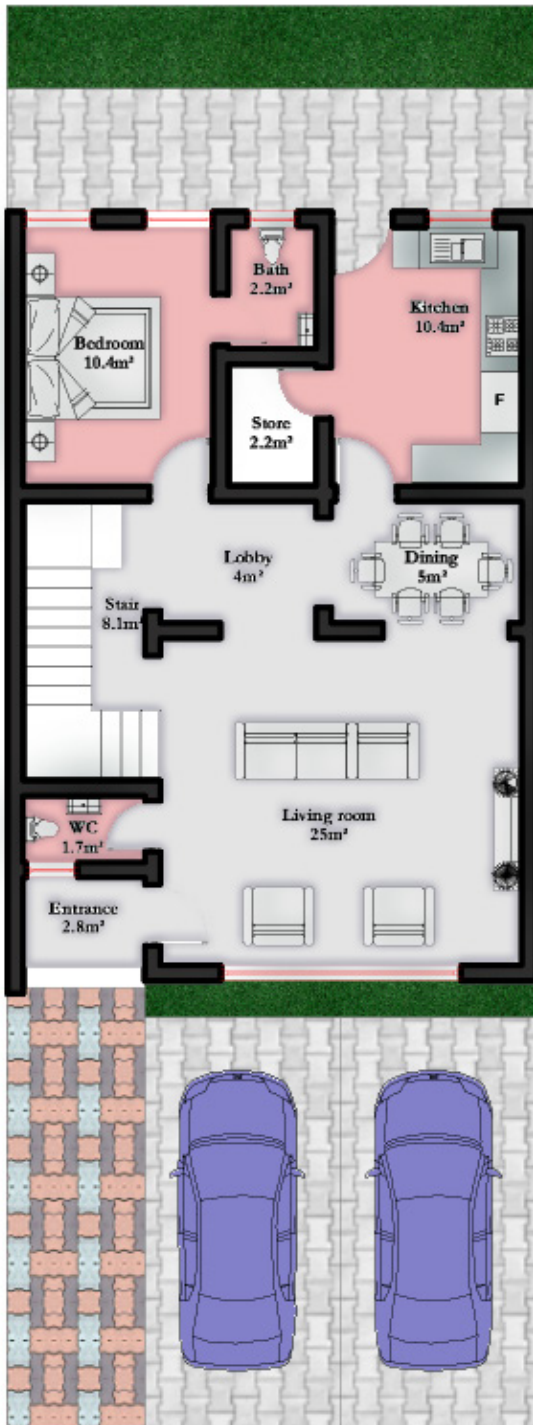 Bath
2.2m²
Bedroom
10.4m²
Kitchen
10.4m²
F
Store
2.2m²
Lobby
4m²
Dining
5m²
Stair
8.1m²
Living room
25m²
WC
1.7m²
Entrance
2.8m²